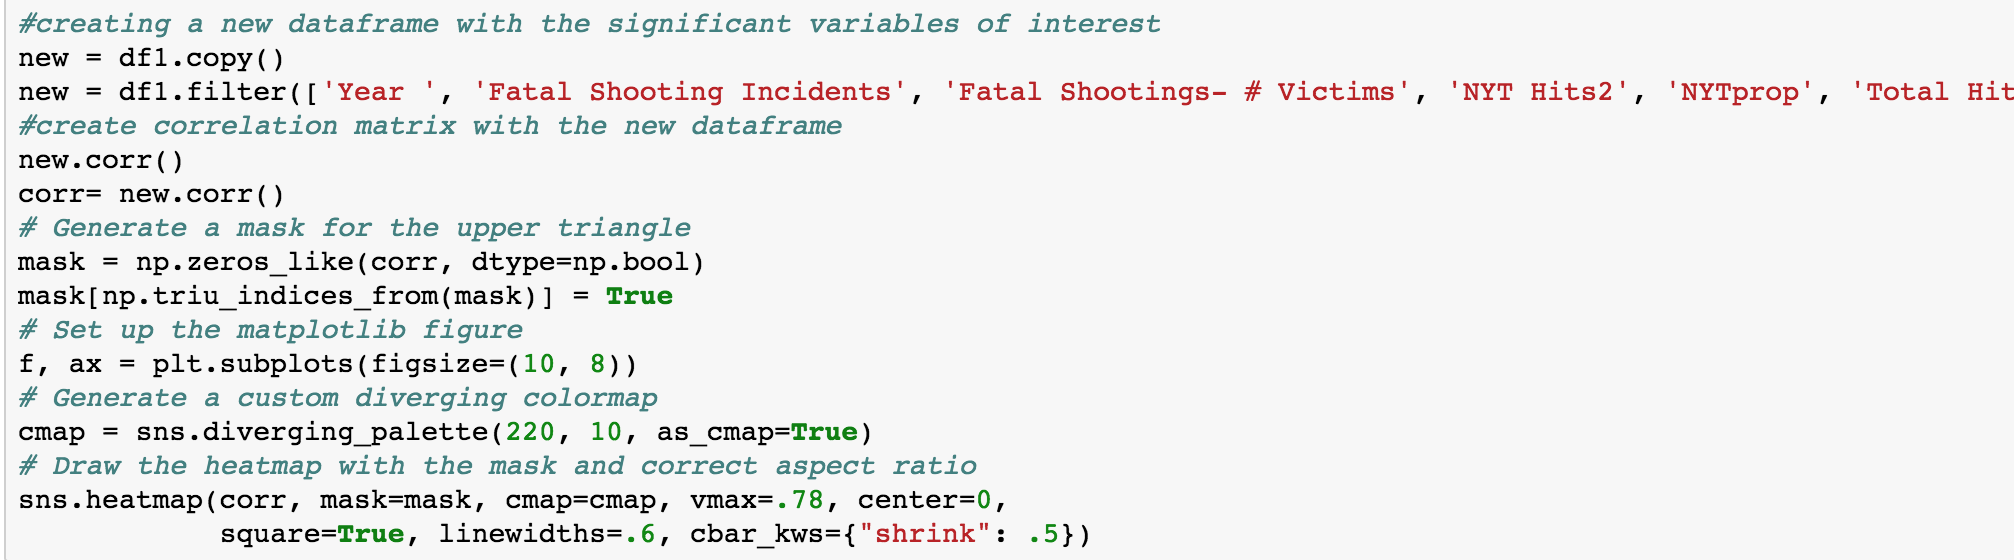 #creating a new dataframe with the significant variables of interest
new = df1.copy()
new = df1.filter(['Year ', 'Fatal Shooting Incidents', 'Fatal Shootings- # Victims', 'NYT Hits2', 'NYTprop', 'Total Hit
#create correlation matrix with the new dataframe
new.corr()
corr= new.corr()
# Generate a mask for the upper triangle
mask = np.zeros_like(corr, dtype=np.bool)
mask[np.triu_indices_from(mask)] = True
# Set up the matplotlib figure
f, ax = plt.subplots(figsize=(10, 8))
# Generate a custom diverging colormap
cmap = sns.diverging_palette(220, 10, as_cmap=True)
# Draw the heatmap with the mask and correct aspect ratio
sns.heatmap(corr, mask=mask, cmap=cmap, vmax=.78, center=0,
            square=True, linewidths=.6, cbar_kws={"shrink": .5})